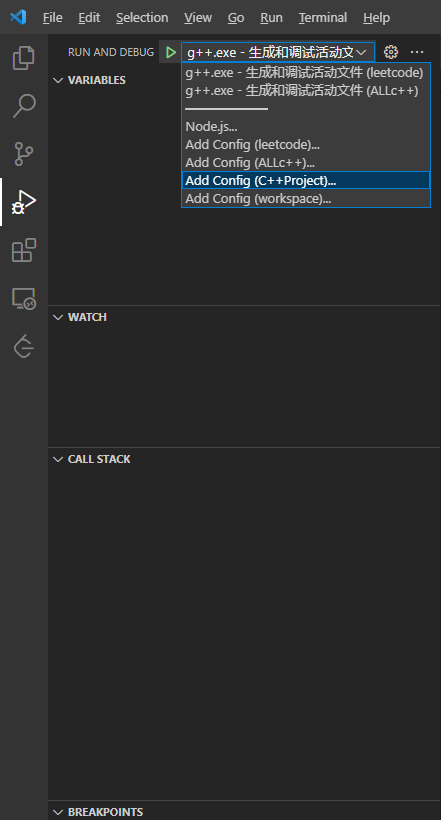 File Edit Selection View Go Run Terminal Help
RUN AND DEBUG g++.exe - 生成和调试活动文
g++.exe - 生成和调试活动文件 (leetcode)
VARIABLES
g++.exe - 生成和调试活动文件 (ALLc++)
Node.js...
Add Config (leetcode)...
Add Config (ALLc++)...
Add Config (C++Project)...
Add Config (workspace)...
WATCH
CALL STACK
BREAKPOINTS